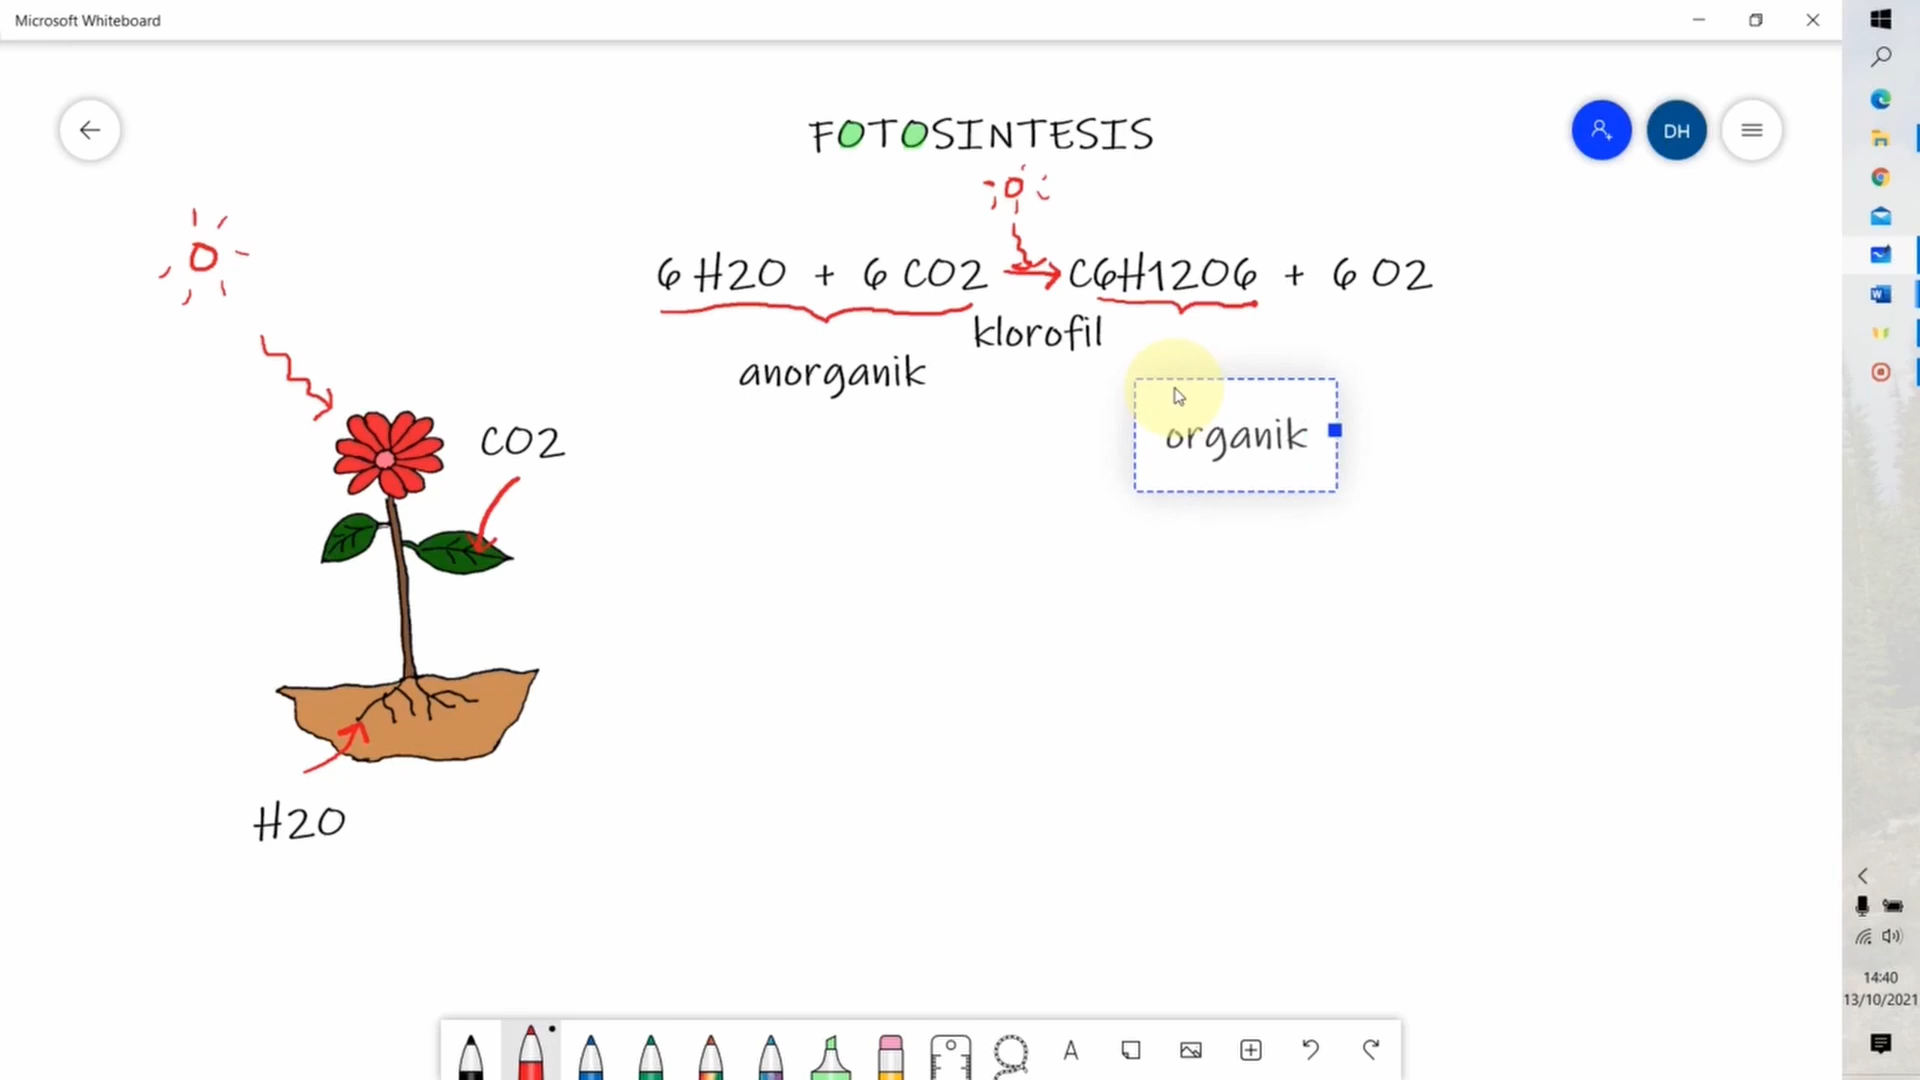 Microsoft Whiteboard
FOTOSINTESIS
DH
6 H2O + 6 CO2 → C6H12O6 + 6 O2
klorofil
anorganik
organik
CO2
H2O
14:40
13/10/2021